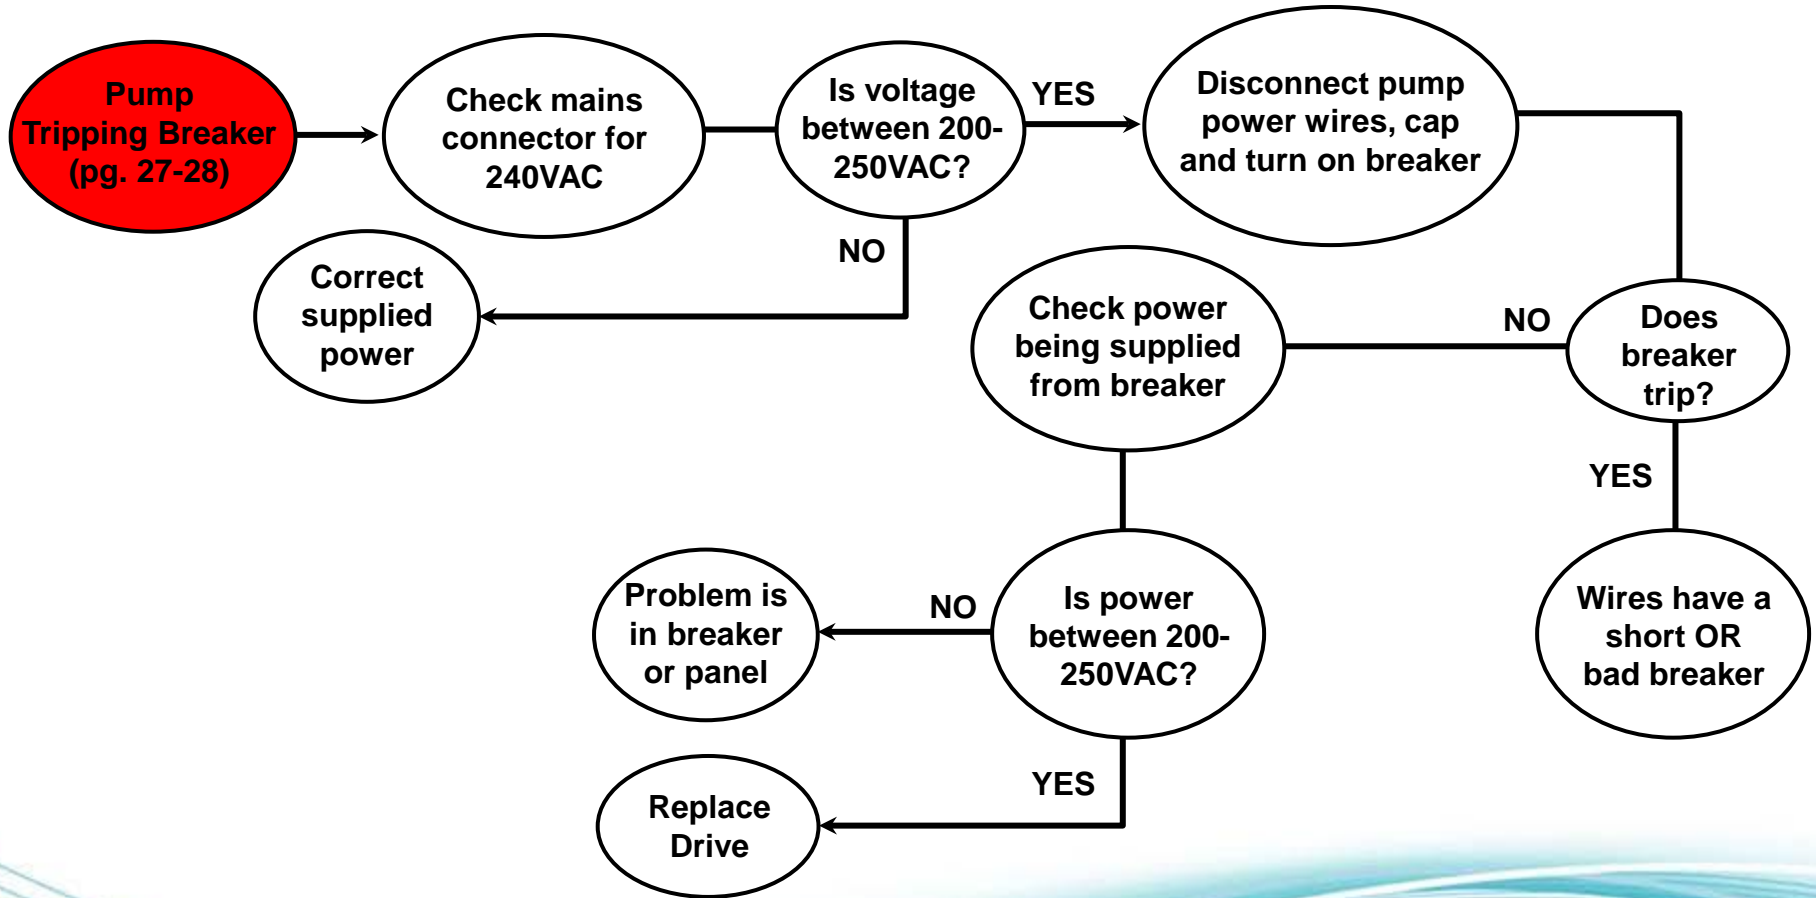 Pump
Tripping Breaker
(pg. 27-28)
Check mains
connector for
240VAC
Is voltage
between 200-
250VAC?
YES
Disconnect pump
power wires, cap
and turn on breaker
NO
Correct
supplied
power
Check power
being supplied
from breaker
NO
Does
breaker
trip?
YES
Problem is
in breaker
or panel
NO
Is power
between 200-
250VAC?
Wires have a
short OR
bad breaker
YES
Replace
Drive